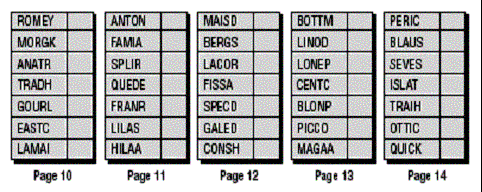 ROMEY ANTON MAISD BOTTM PERIC
MORGK FAMIA BERGS LINOD BLAUS
ANATR SPLIR LACOR LONEP SEVES
TRADH QUEDE FISSA CENTC ISLAT
GOURL FRANR SPECD BLONP TRAIH
EASTC LILAS GALED PICCO OTTIC
LAMAI HILAA CONSH MAGAA QUICK
Page 10 Page 11 Page 12 Page 13 Page 14